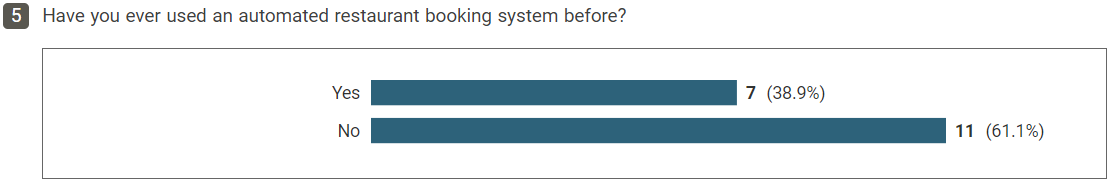 5 Have you ever used an automated restaurant booking system before?
Yes 7 (38.9%)
No 11 (61.1%)